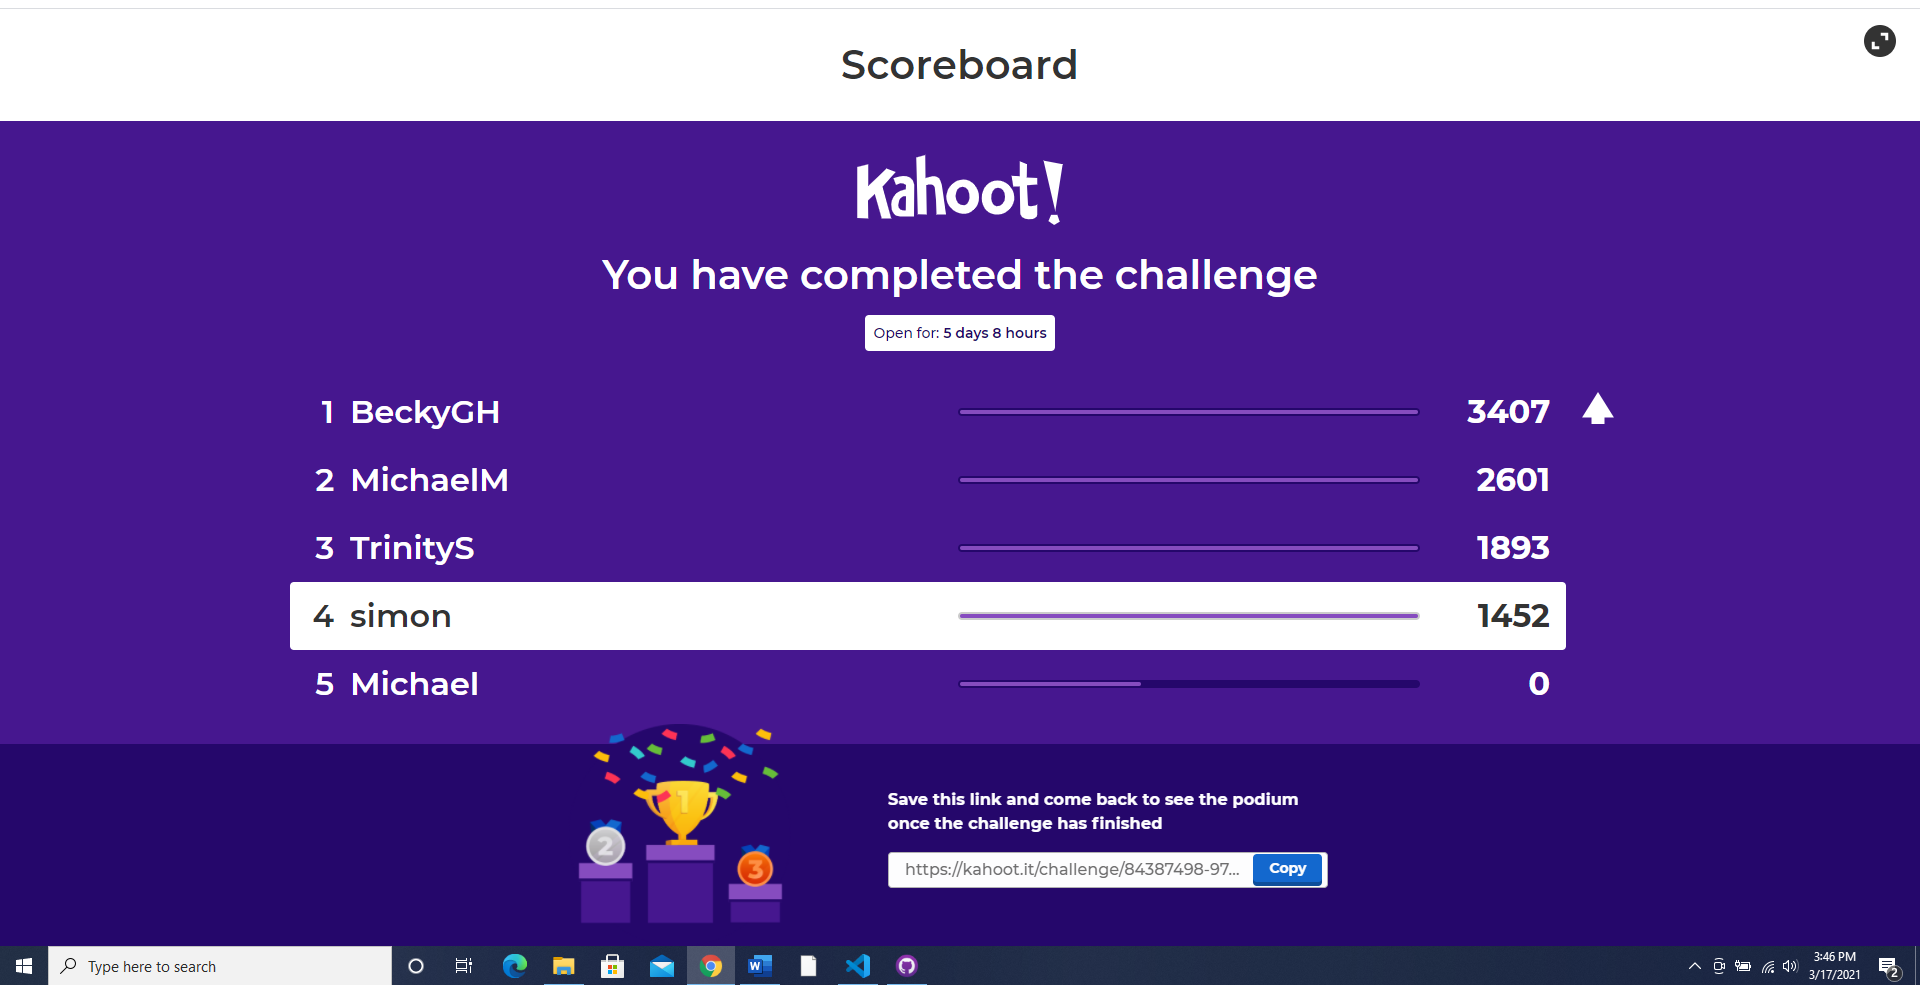 Scoreboard
Kahoot!
You have completed the challenge
Open for: 5 days 8 hours
1 BeckyGH 3407
2 MichaelM 2601
3 TrinityS 1893
4 simon 1452
5 Michael 0
1
2
3
Save this link and come back to see the podium
once the challenge has finished
https://kahoot.it/challenge/84387498-97... Copy
Type here to search
W
3:46 PM
3/17/2021
2